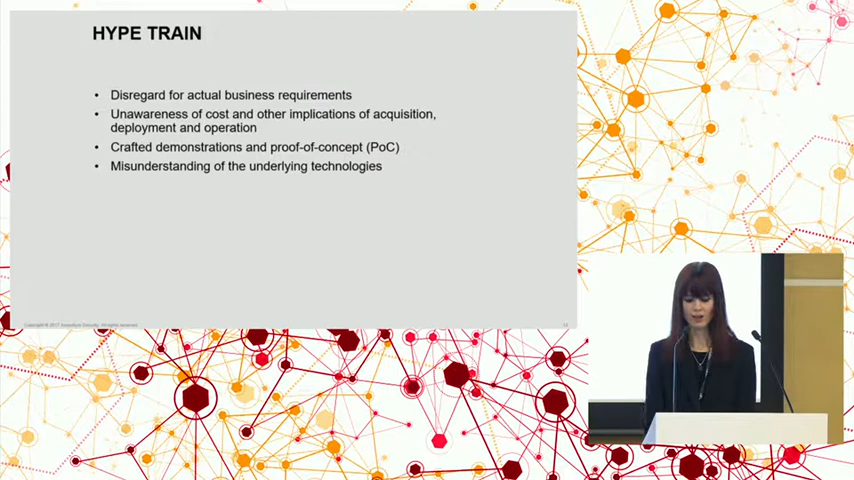 HYPE TRAIN
• Disregard for actual business requirements
• Unawareness of cost and other implications of acquisition,
deployment and operation
• Crafted demonstrations and proof-of-concept (PoC)
• Misunderstanding of the underlying technologies